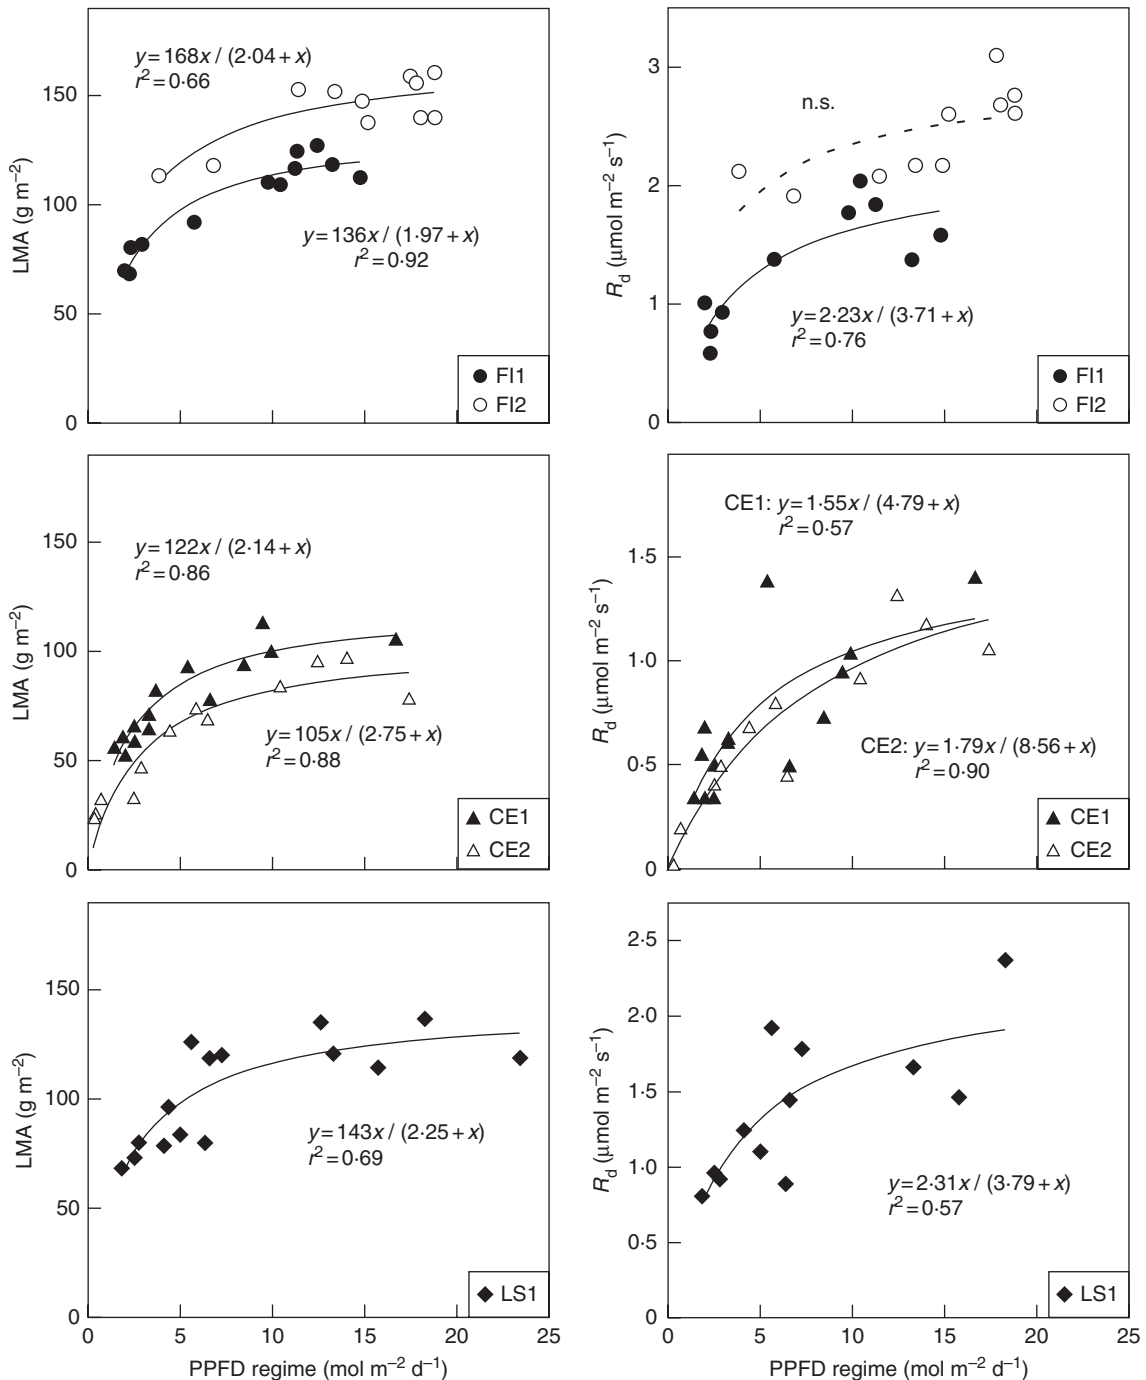 y=168x/(2·04+x)
r²=0·66
LMA (g m⁻²)
150
100
50
0
y=136x/(1·97+x)
r²=0·92
FI1
FI2
n.s.
R_d (μmol m⁻² s⁻¹)
3
2
1
0
y=2·23x/(3·71+x)
r²=0·76
FI1
FI2
y=122x/(2·14+x)
r²=0·86
LMA (g m⁻²)
150
100
50
0
y=105x/(2·75+x)
r²=0·88
CE1
CE2
CE1: y=1·55x/(4·79+x)
r²=0·57
R_d (μmol m⁻² s⁻¹)
1·5
1·0
0·5
0
CE2: y=1·79x/(8·56+x)
r²=0·90
CE1
CE2
LMA (g m⁻²)
150
100
50
0
y=143x/(2·25+x)
r²=0·69
LS1
0 5 10 15 20 25
PPFD regime (mol m⁻² d⁻¹)
R_d (μmol m⁻² s⁻¹)
2·5
2·0
1·5
1·0
0·5
0
y=2·31x/(3·79+x)
r²=0·57
LS1
0 5 10 15 20 25
PPFD regime (mol m⁻² d⁻¹)